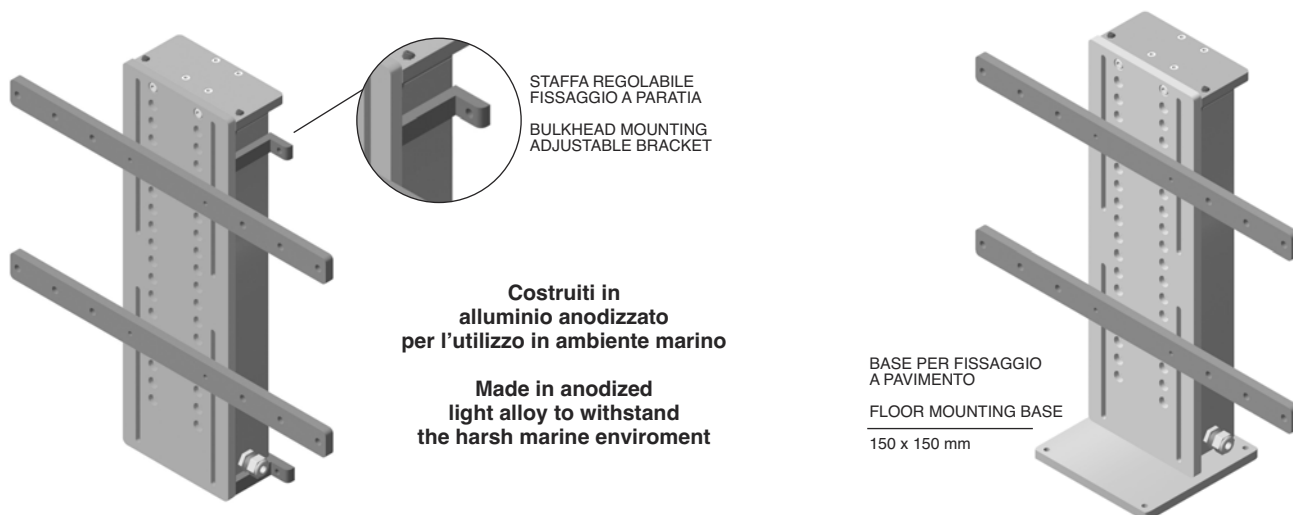 STAFFA REGOLABILE
FISSAGGIO A PARATIA
BULKHEAD MOUNTING
ADJUSTABLE BRACKET
Costruiti in
alluminio anodizzato
per l'utilizzo in ambiente marino
Made in anodized
light alloy to withstand
the harsh marine enviroment
BASE PER FISSAGGIO
A PAVIMENTO
FLOOR MOUNTING BASE
150 x 150 mm